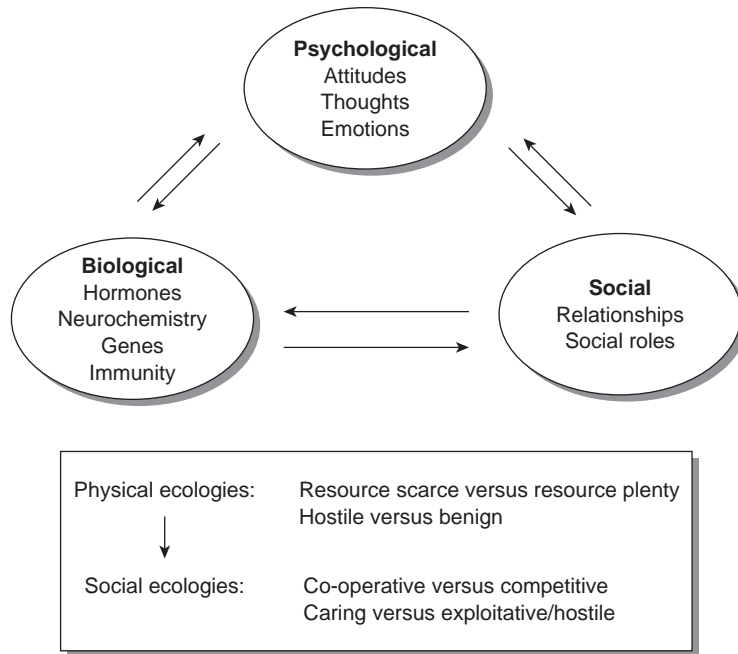 Psychological
Attitudes
Thoughts
Emotions
Biological
Hormones
Neurochemistry
Genes
Immunity
Social
Relationships
Social roles
Physical ecologies: Resource scarce versus resource plenty
Hostile versus benign
Social ecologies: Co-operative versus competitive
Caring versus exploitative/hostile